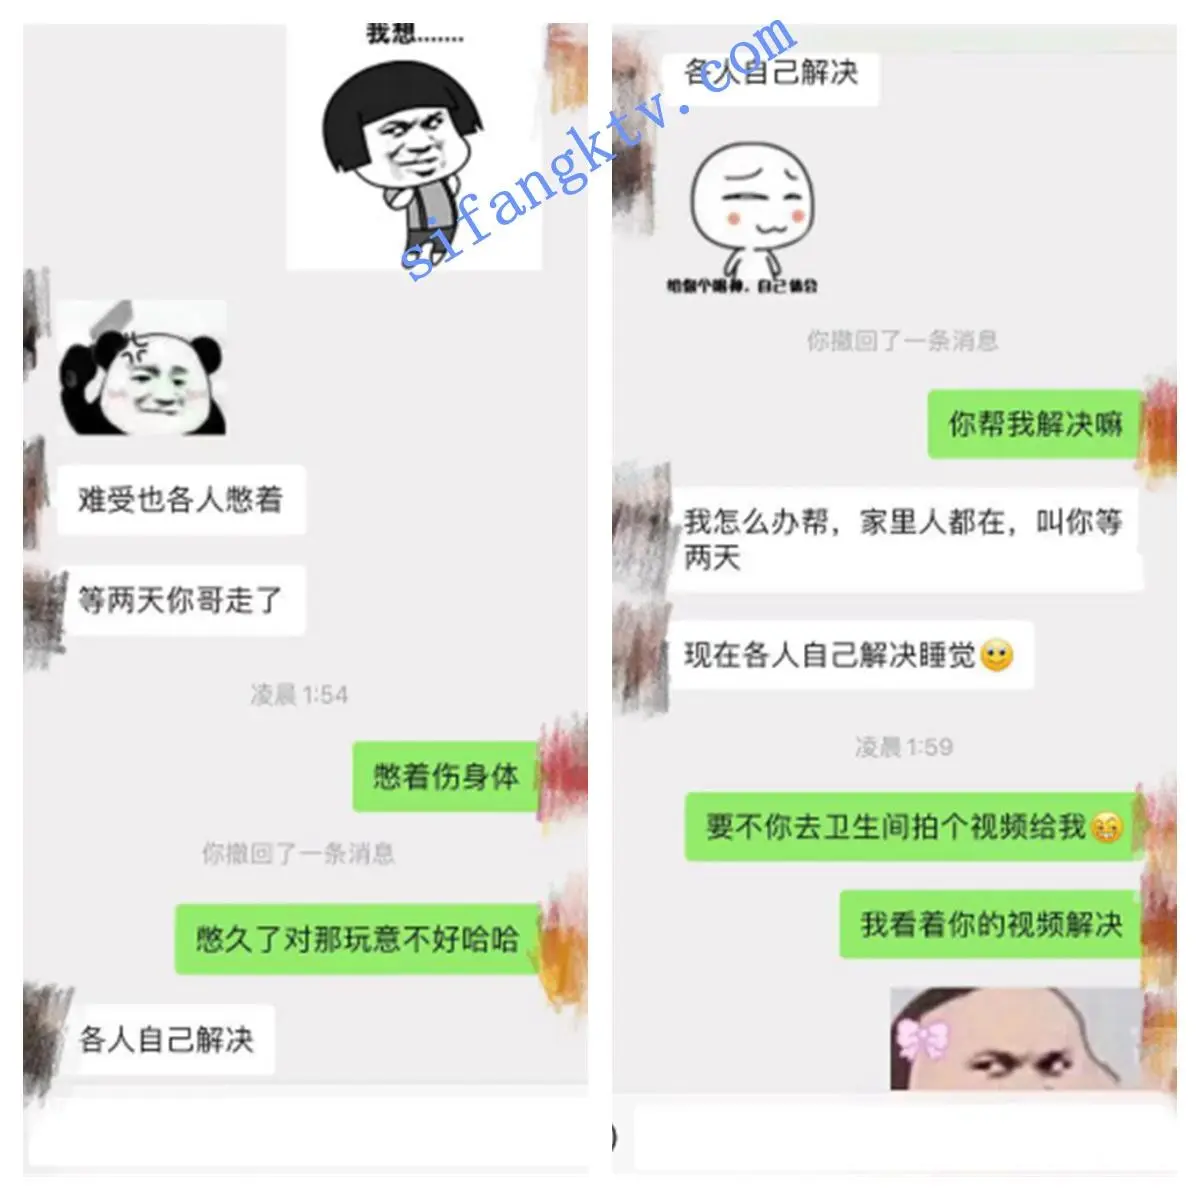 我想.......
难受也各人憋着
等两天你哥走了
凌晨 1:54
憋着伤身体
你撤回了一条消息
憋久了对那玩意不好哈哈
各人自己解决
sifangktv.com
各人自己解决
给你个眼神，自己体会
你撤回了一条消息
你帮我解决嘛
我怎么办帮，家里人都在，叫你等
两天
现在各人自己解决睡觉
凌晨 1:59
要不你去卫生间拍个视频给我
我看着你的视频解决